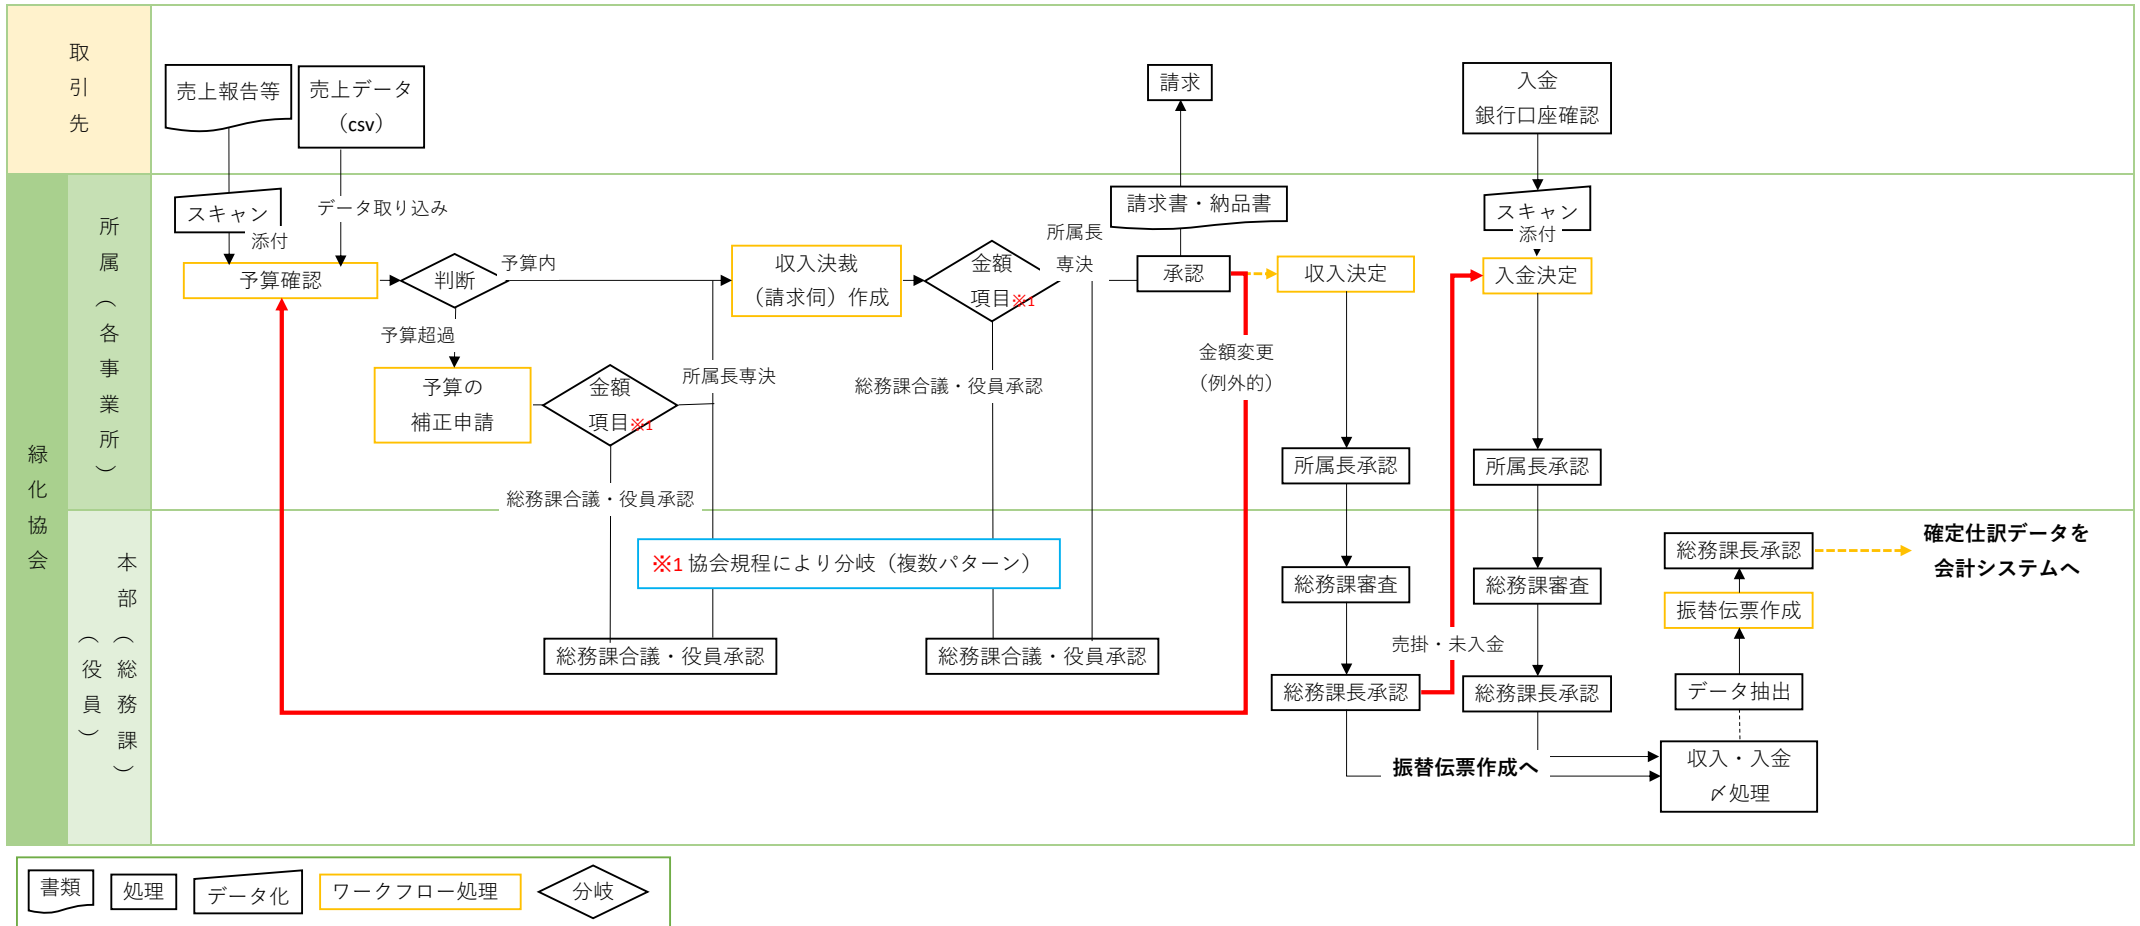 取引先
売上報告等
売上データ
（csv）
請求
入金
銀行口座確認
緑化協会
所属（各事業所）
スキャン
添付
データ取り込み
予算確認
判断
予算内
予算超過
予算の
補正申請
金額
項目※1
所属長専決
総務課合議・役員承認
収入決裁
（請求伺）作成
金額
項目※1
所属長
専決
総務課合議・役員承認
請求書・納品書
承認
金額変更
（例外的）
収入決定
所属長承認
スキャン
添付
入金決定
所属長承認
本部（総務課）
（役員）
※1 協会規程により分岐（複数パターン）
総務課合議・役員承認
総務課合議・役員承認
総務課審査
総務課長承認
売掛・未入金
総務課審査
総務課長承認
振替伝票作成へ
総務課長承認
振替伝票作成
データ抽出
収入・入金
〆処理
確定仕訳データを
会計システムへ
書類
処理
データ化
ワークフロー処理
分岐